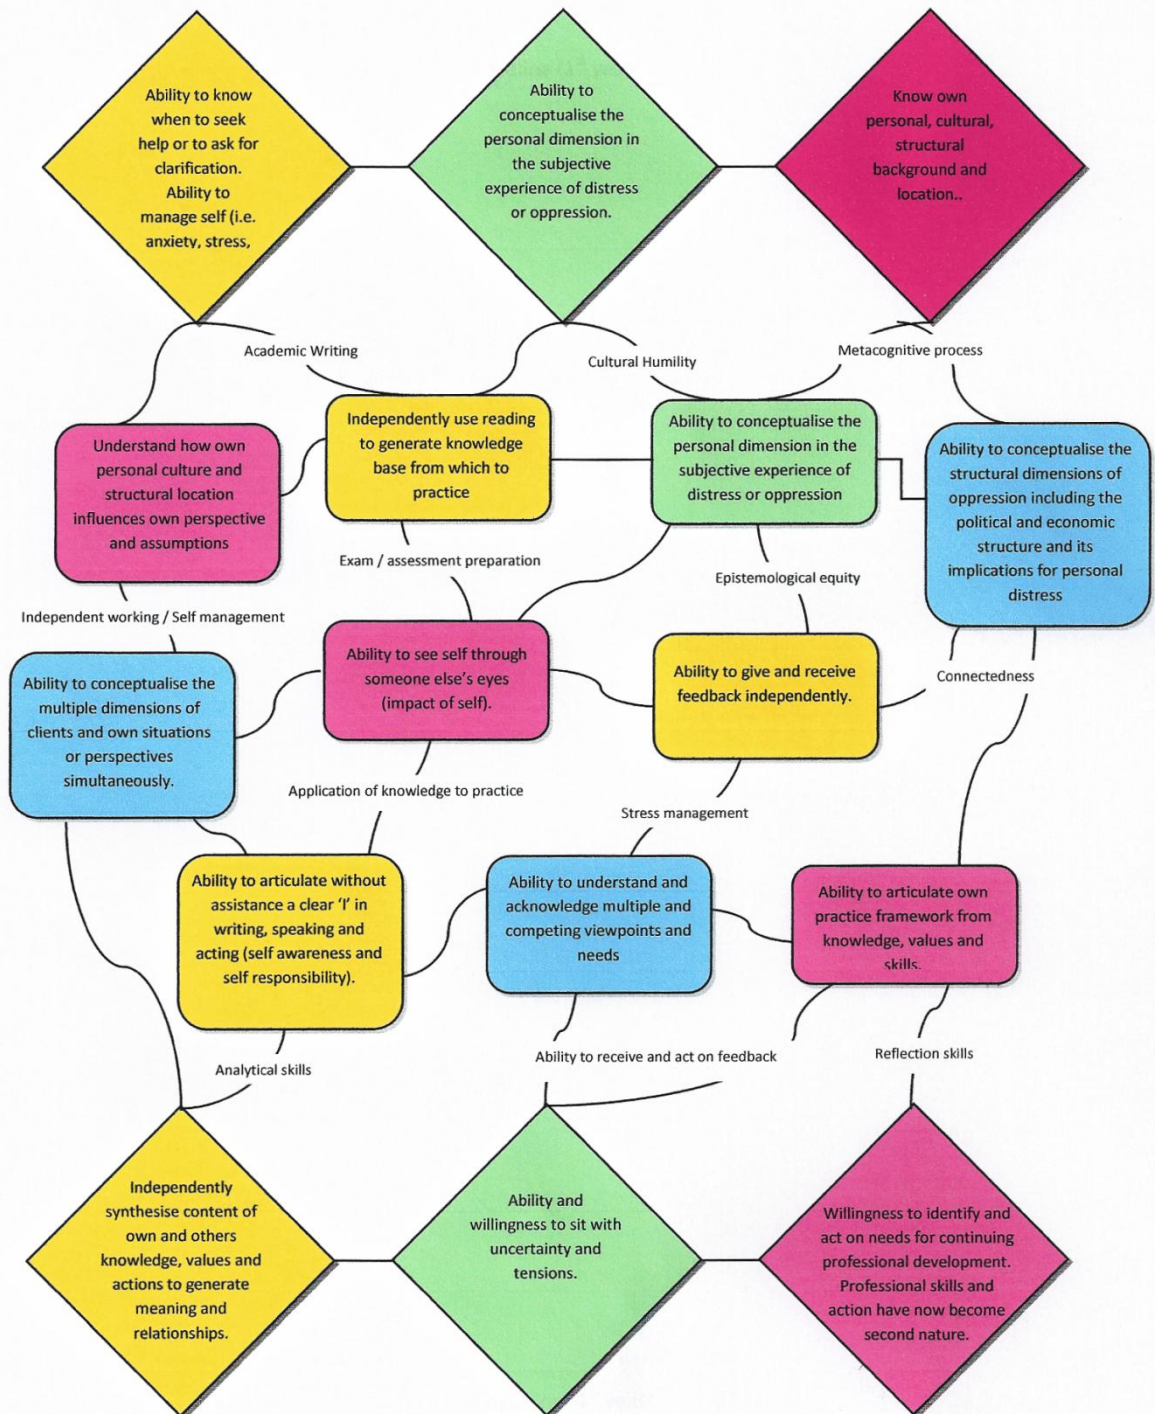 Ability to know
when to seek
help or to ask for
clarification.
Ability to
manage self (i.e.
anxiety, stress,
Ability to
conceptualise the
personal dimension in
the subjective
experience of distress
or oppression.
Know own
personal, cultural,
structural
background and
location..
Academic Writing
Cultural Humility
Metacognitive process
Understand how own
personal culture and
structural location
influences own perspective
and assumptions
Independently use reading
to generate knowledge
base from which to
practice
Ability to conceptualise the
personal dimension in the
subjective experience of
distress or oppression
Ability to conceptualise the
structural dimensions of
oppression including the
political and economic
structure and its
implications for personal
distress
Exam / assessment preparation
Epistemological equity
Independent working / Self management
Connectedness
Ability to conceptualise the
multiple dimensions of
clients and own situations
or perspectives
simultaneously.
Ability to see self through
someone else's eyes
(impact of self).
Ability to give and receive
feedback independently.
Application of knowledge to practice
Stress management
Ability to articulate without
assistance a clear 'I' in
writing, speaking and
acting (self awareness and
self responsibility).
Ability to understand and
acknowledge multiple and
competing viewpoints and
needs
Ability to articulate own
practice framework from
knowledge, values and
skills.
Analytical skills
Ability to receive and act on feedback
Reflection skills
Independently
synthesise content of
own and others
knowledge, values and
actions to generate
meaning and
relationships.
Ability and
willingness to sit with
uncertainty and
tensions.
Willingness to identify and
act on needs for continuing
professional development.
Professional skills and
action have now become
second nature.